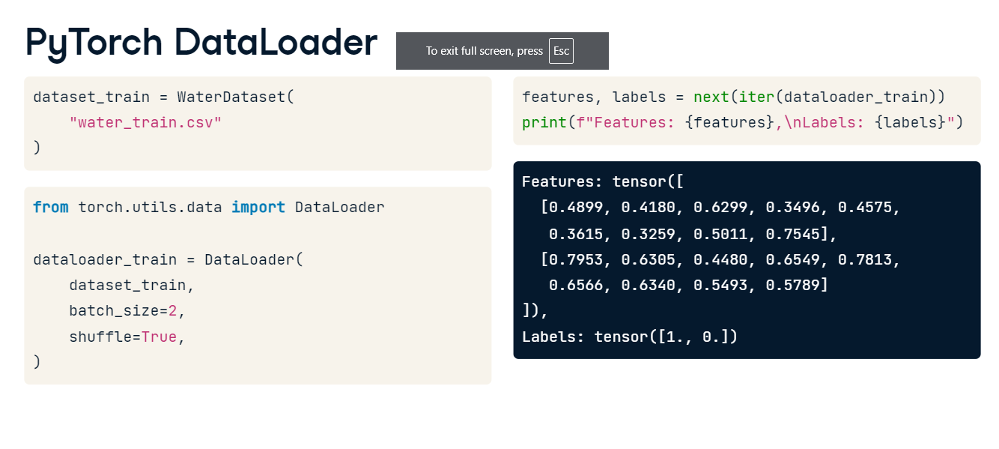 PyTorch DataLoader
To exit full screen, press Esc
dataset_train = WaterDataset(
    "water_train.csv"
)
from torch.utils.data import DataLoader

dataloader_train = DataLoader(
    dataset_train,
    batch_size=2,
    shuffle=True,
)
features, labels = next(iter(dataloader_train))
print(f"Features: {features},\nLabels: {labels}")
Features: tensor([
  [0.4899, 0.4180, 0.6299, 0.3496, 0.4575,
   0.3615, 0.3259, 0.5011, 0.7545],
  [0.7953, 0.6305, 0.4480, 0.6549, 0.7813,
   0.6566, 0.6340, 0.5493, 0.5789]
]),
Labels: tensor([1., 0.])